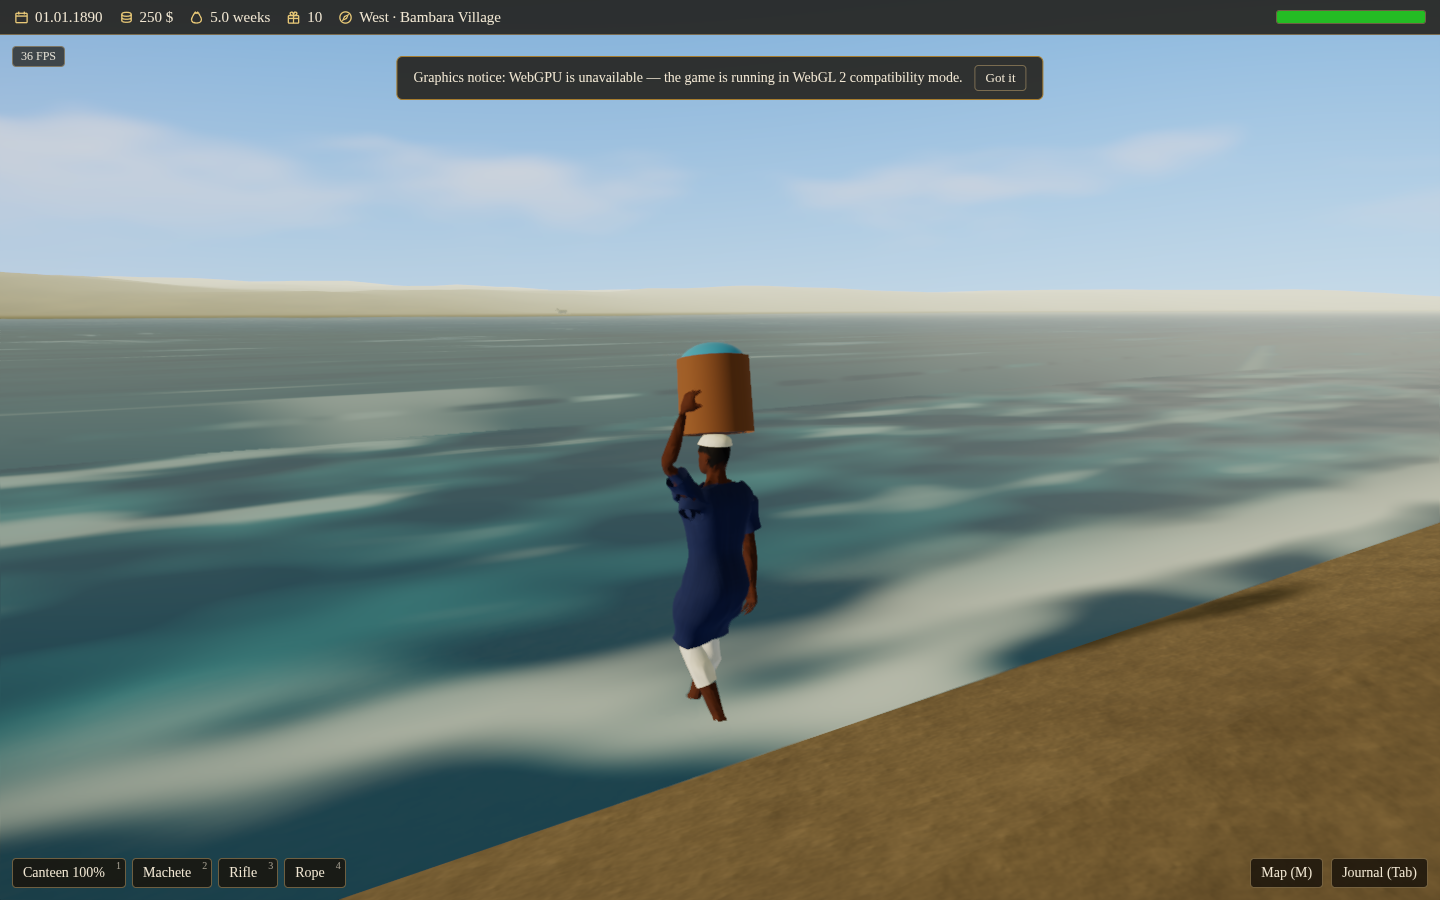 01.01.1890 250 $ 5.0 weeks 10 West · Bambara Village
36 FPS
Graphics notice: WebGPU is unavailable — the game is running in WebGL 2 compatibility mode. Got it
Canteen 100% 1 Machete 2 Rifle 3 Rope 4 Map (M) Journal (Tab)